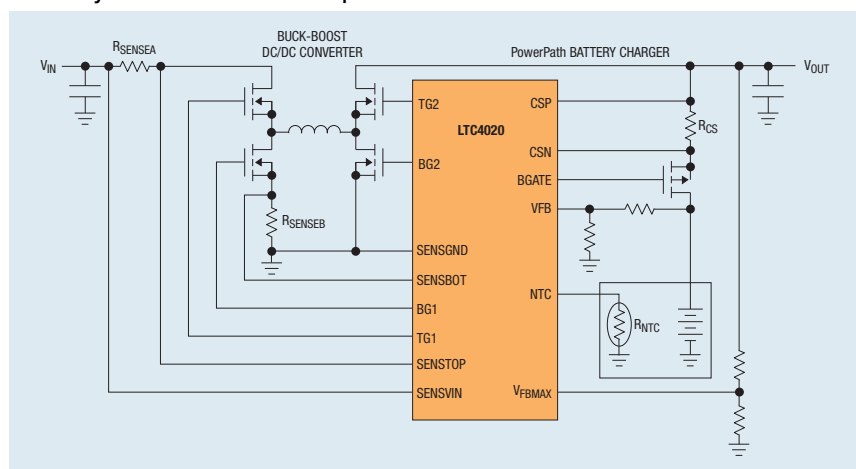 BUCK-BOOST
DC/DC CONVERTER
PowerPath BATTERY CHARGER
RSENSEA
VIN
VOUT
TG2
CSP
LTC4020
RCS
CSN
BG2
BGATE
VFB
RSENSEB
SENSGND
SENSBOT
NTC
BG1
RNTC
TG1
SENSTOP
SENSVIN
VFBMAX